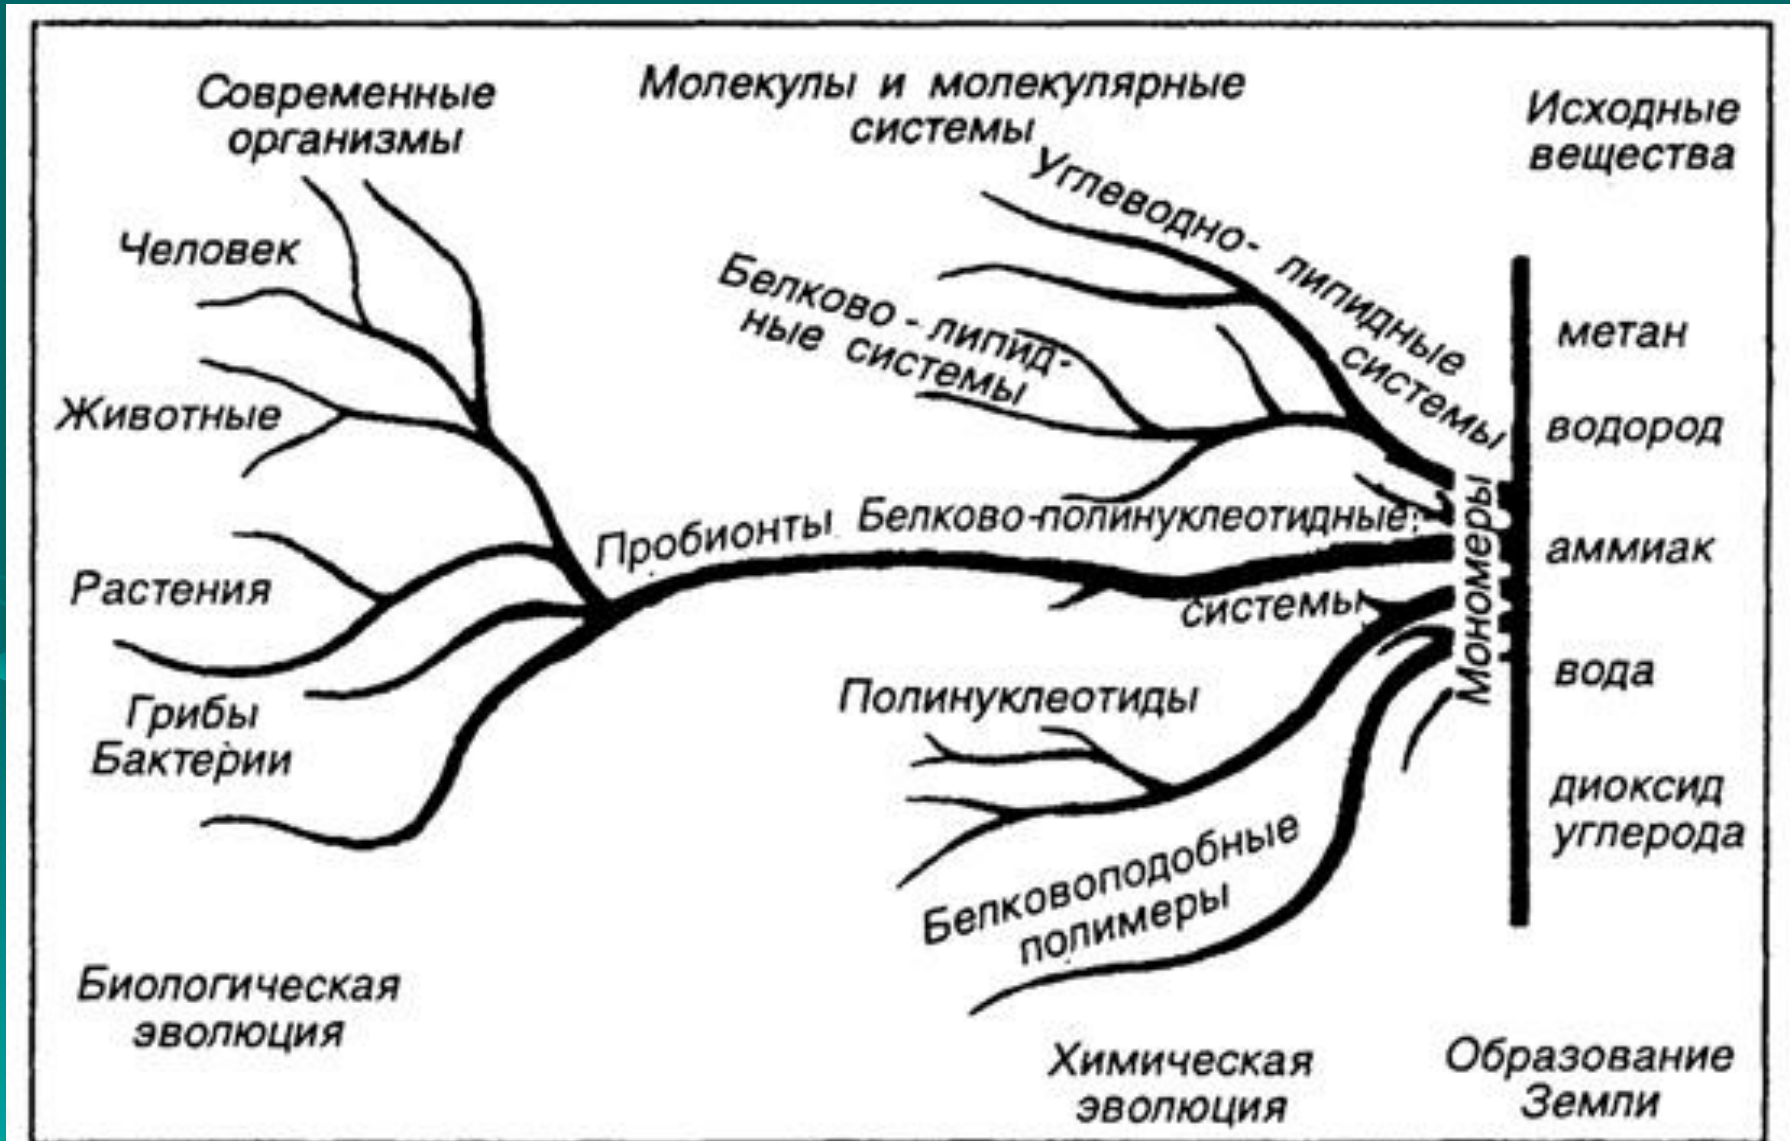 Современные
организмы
Молекулы и молекулярные
системы
Исходные
вещества
Человек
Животные
Растения
Грибы
Бактерии
Пробионты
Углеводно-липидные
системы
Белково-липид-
ные системы
Белково-полинуклеотидные
системы
Полинуклеотиды
Белковоподобные
полимеры
Мономеры
метан
водород
аммиак
вода
диоксид
углерода
Биологическая
эволюция
Химическая
эволюция
Образование
Земли